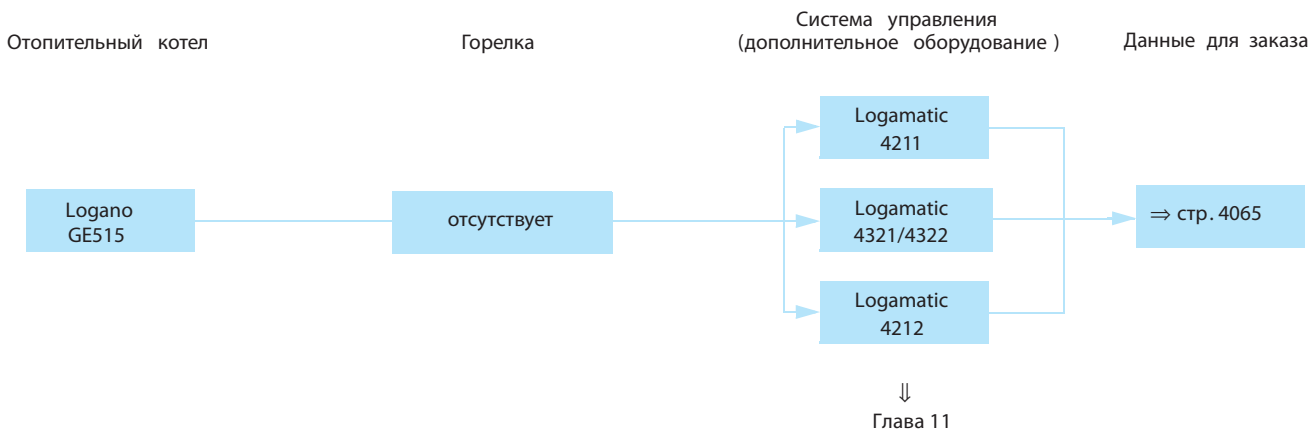 Отопительный котел
Горелка
Система управления
(дополнительное оборудование )
Данные для заказа
Logano
GE515
отсутствует
Logamatic
4211
Logamatic
4321/4322
Logamatic
4212
⇒ стр. 4065
⇓
Глава 11